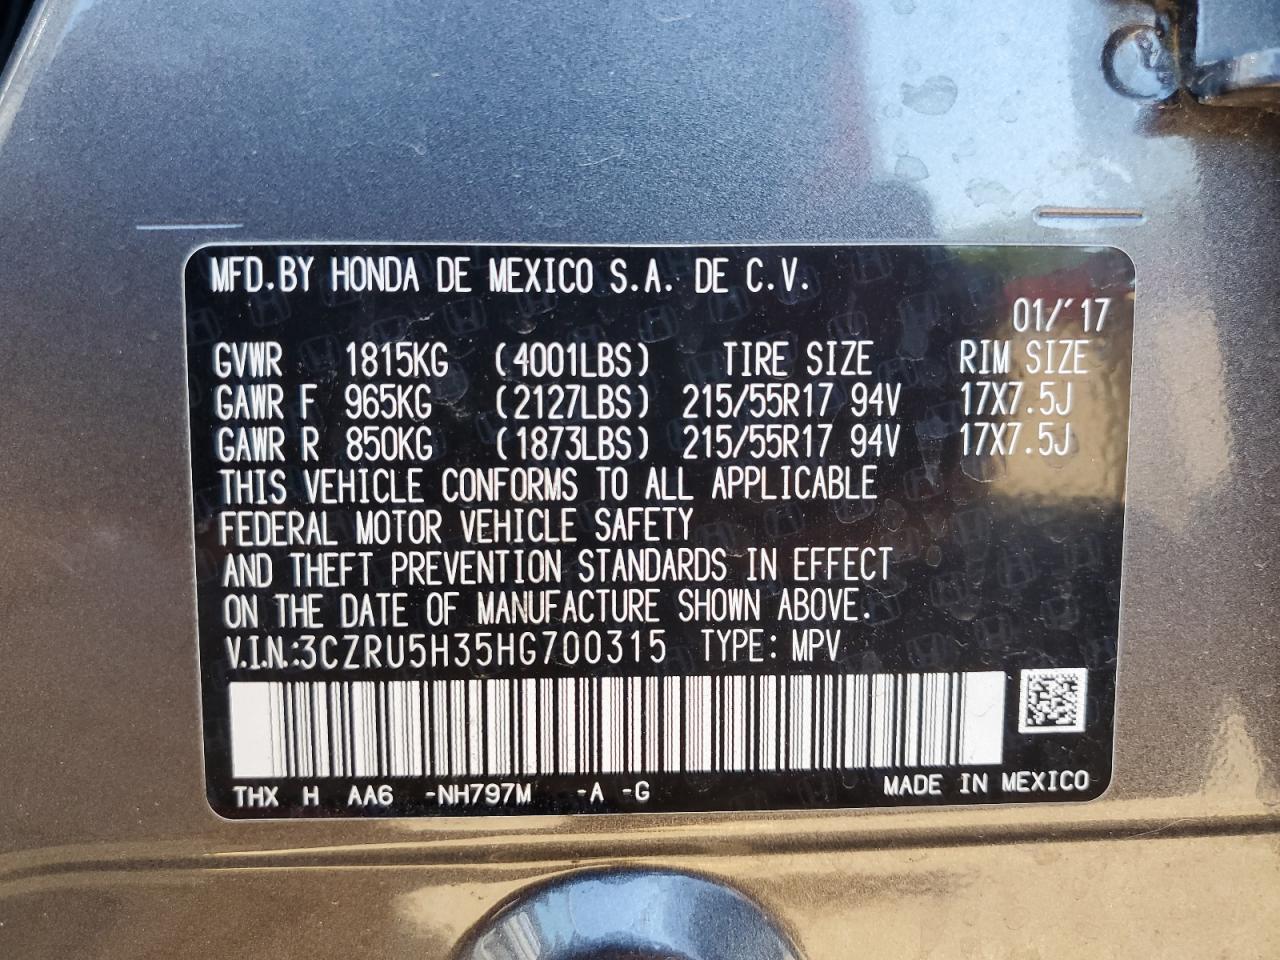 MFD.BY HONDA DE MEXICO S.A. DE C.V.
01/'17
GVWR 1815KG (4001LBS) TIRE SIZE RIM SIZE
GAWR F 965KG (2127LBS) 215/55R17 94V 17X7.5J
GAWR R 850KG (1873LBS) 215/55R17 94V 17X7.5J
THIS VEHICLE CONFORMS TO ALL APPLICABLE
FEDERAL MOTOR VEHICLE SAFETY
AND THEFT PREVENTION STANDARDS IN EFFECT
ON THE DATE OF MANUFACTURE SHOWN ABOVE.
V.I.N.:3CZRU5H35HG700315 TYPE: MPV
THX H AA6 -NH797M -A -G MADE IN MEXICO